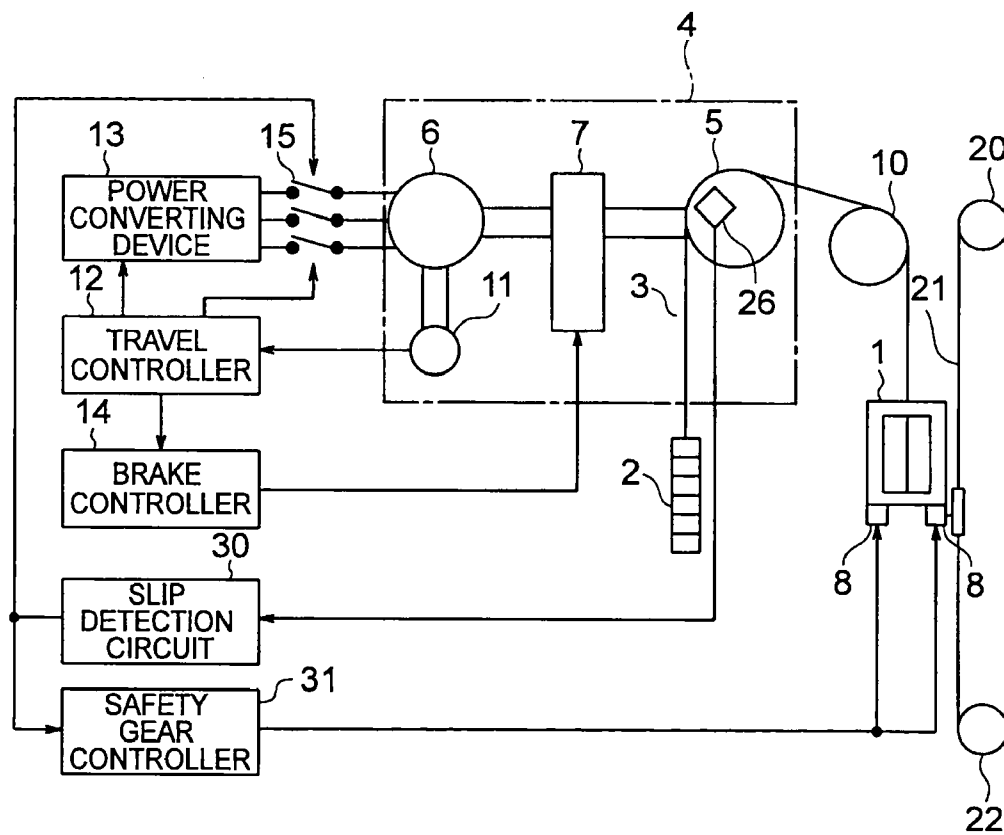 4
13
15
6
7
5
10
20
POWER
CONVERTING
DEVICE
12
11
3
26
21
TRAVEL
CONTROLLER
1
14
BRAKE
CONTROLLER
2
8
8
30
SLIP
DETECTION
CIRCUIT
31
SAFETY
GEAR
CONTROLLER
22